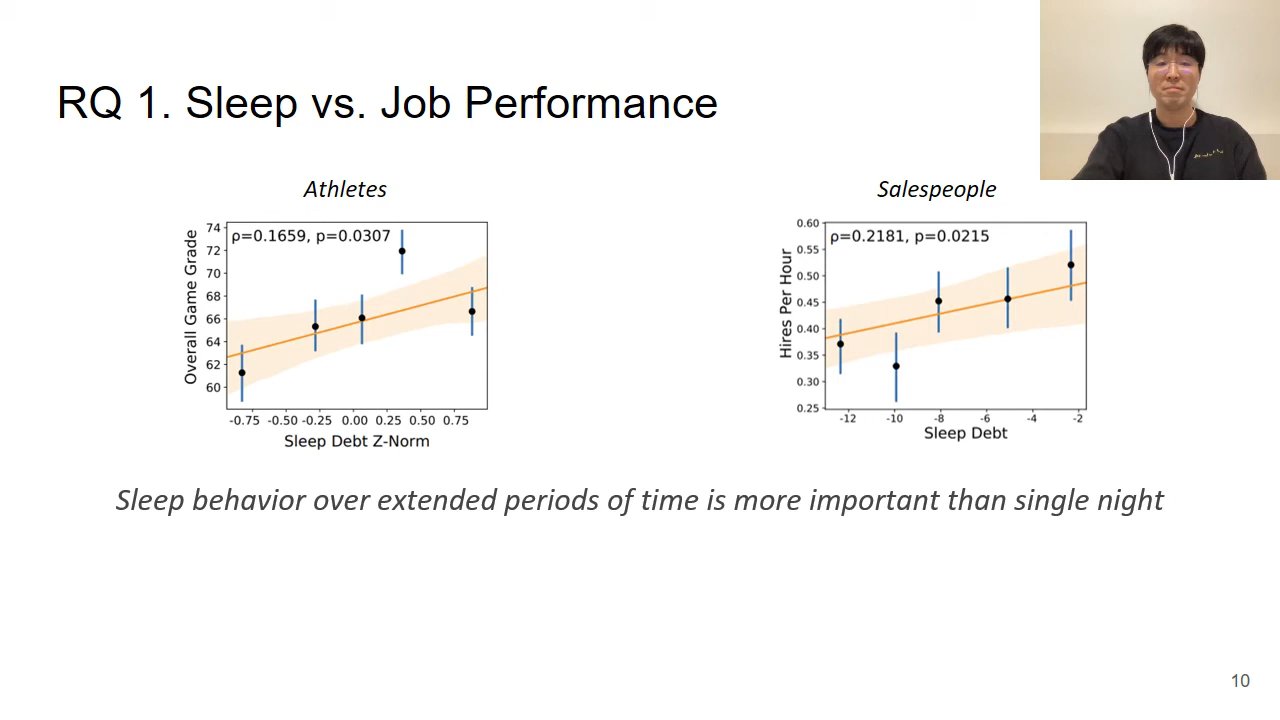 RQ 1. Sleep vs. Job Performance
Athletes
Salespeople
ρ=0.1659, p=0.0307
Overall Game Grade
74
72
70
68
66
64
62
60
-0.75 -0.50 -0.25 0.00 0.25 0.50 0.75
Sleep Debt Z-Norm
ρ=0.2181, p=0.0215
Hires Per Hour
0.60
0.55
0.50
0.45
0.40
0.35
0.30
0.25
-12 -10 -8 -6 -4 -2
Sleep Debt
Sleep behavior over extended periods of time is more important than single night
10